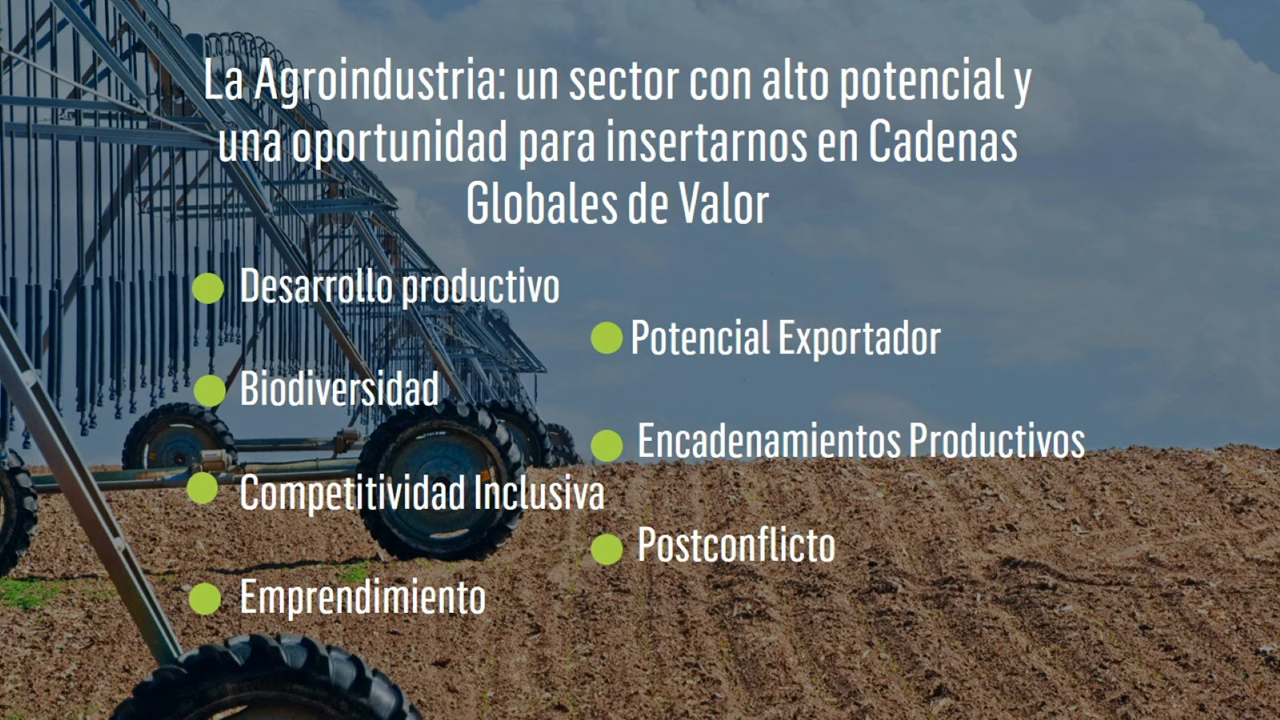 La Agroindustria: un sector con alto potencial y
una oportunidad para insertarnos en Cadenas
Globales de Valor
Desarrollo productivo
Biodiversidad
Competitividad Inclusiva
Emprendimiento
Potencial Exportador
Encadenamientos Productivos
Postconflicto